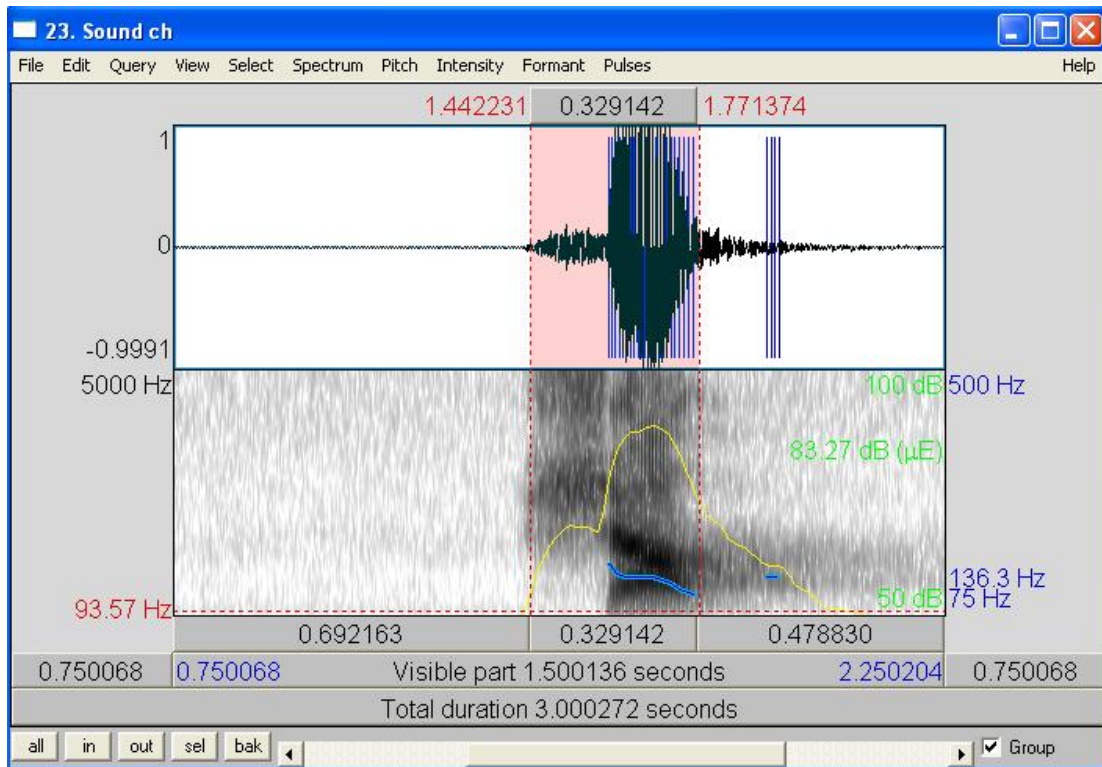 23. Sound ch
File Edit Query View Select Spectrum Pitch Intensity Formant Pulses Help
1.442231 0.329142 1.771374
1
0
-0.9991
5000 Hz 100 dB 500 Hz
83.27 dB (µE)
136.3 Hz
93.57 Hz 50 dB 75 Hz
0.692163 0.329142 0.478830
0.750068 0.750068 Visible part 1.500136 seconds 2.250204 0.750068
Total duration 3.000272 seconds
all in out sel bak Group